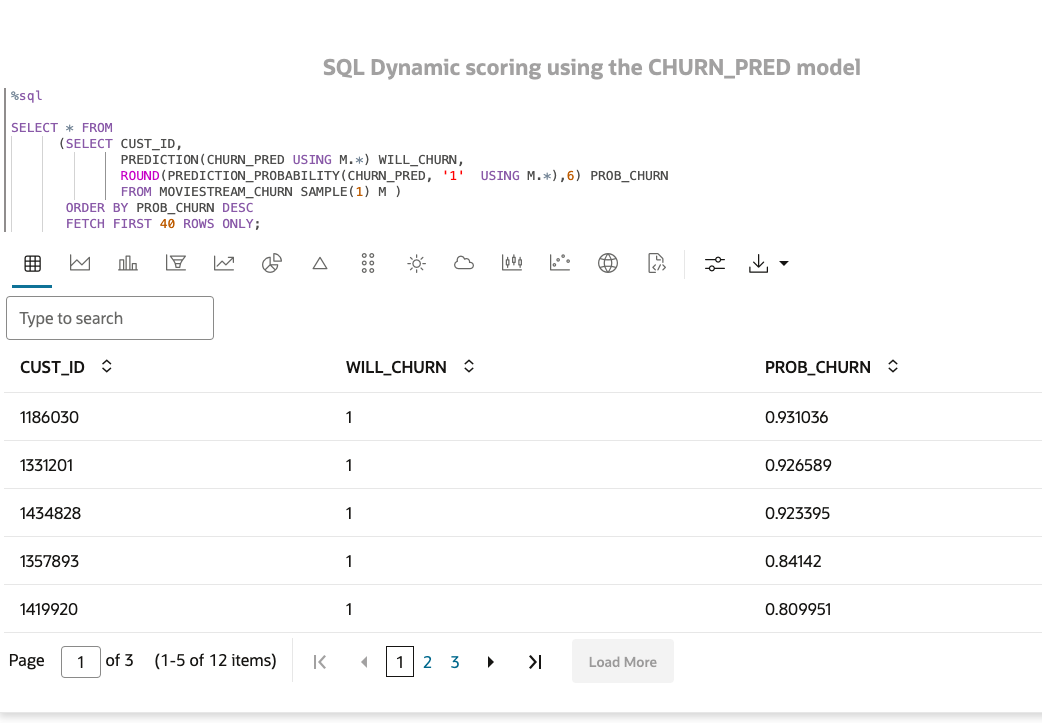 SQL Dynamic scoring using the CHURN_PRED model
%sql
SELECT * FROM
(SELECT CUST_ID,
PREDICTION(CHURN_PRED USING M.*) WILL_CHURN,
ROUND(PREDICTION_PROBABILITY(CHURN_PRED, '1'  USING M.*),6) PROB_CHURN
FROM MOVIESTREAM_CHURN SAMPLE(1) M )
ORDER BY PROB_CHURN DESC
FETCH FIRST 40 ROWS ONLY;
Type to search
CUST_ID WILL_CHURN PROB_CHURN
1186030 1 0.931036
1331201 1 0.926589
1434828 1 0.923395
1357893 1 0.84142
1419920 1 0.809951
Page 1 of 3 (1-5 of 12 items) 1 2 3 Load More